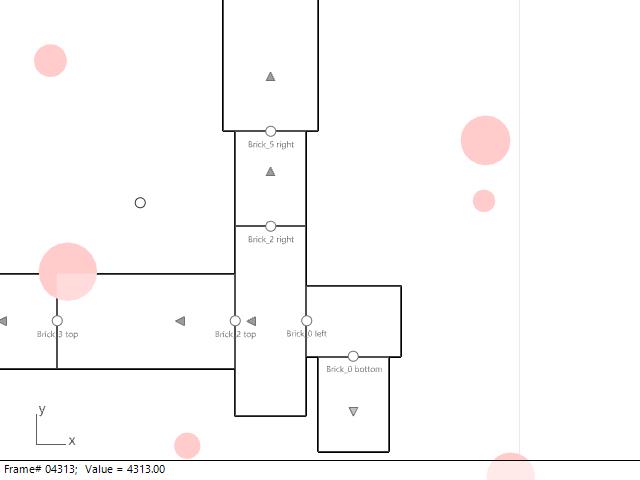 Brick_5 right
Brick_2 right
Brick_3 top
Brick_2 top
Brick_0 left
Brick_0 bottom
y
x
Frame# 04313; Value = 4313.00